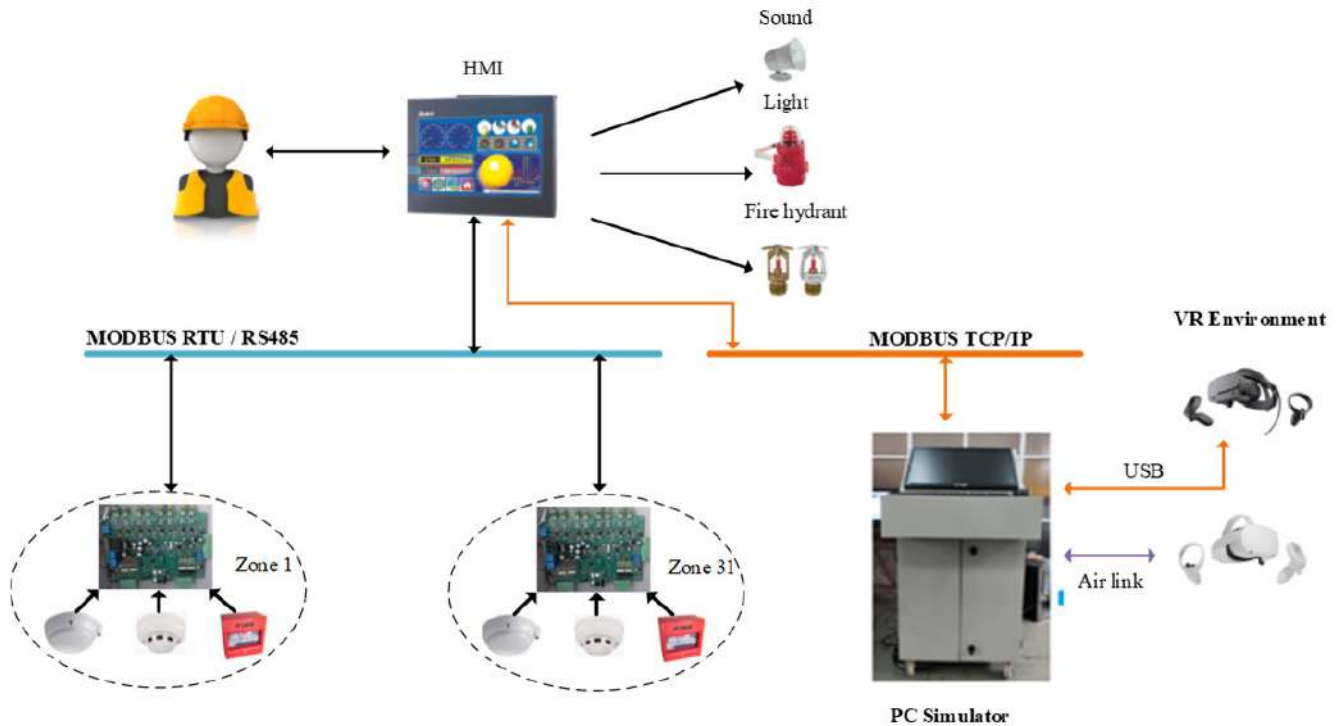 Sound
HMI
Light
Fire hydrant
MODBUS RTU / RS485
MODBUS TCP/IP
VR Environment
USB
Zone 1
Zone 31
Air link
PC Simulator